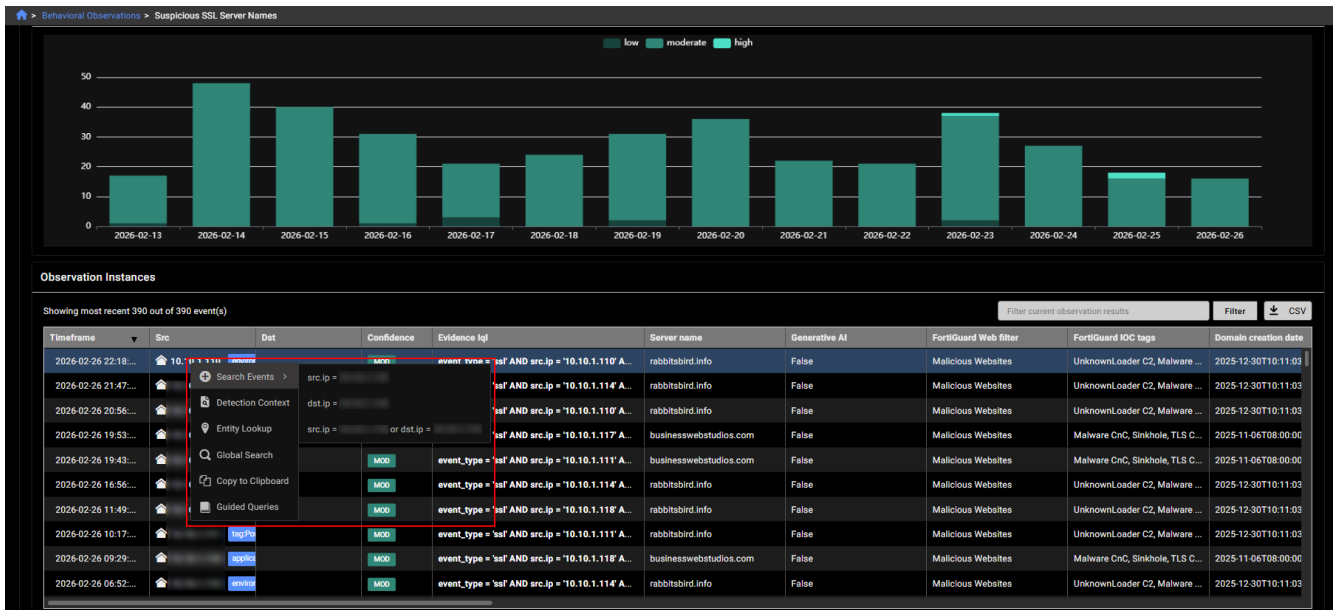 > Behavioral Observations > Suspicious SSL Server Names
low moderate high
50
40
30
20
10
0
2026-02-13 2026-02-14 2026-02-15 2026-02-16 2026-02-17 2026-02-18 2026-02-19 2026-02-20 2026-02-21 2026-02-22 2026-02-23 2026-02-24 2026-02-25 2026-02-26
Observation Instances
Showing most recent 390 out of 390 event(s)
Filter current observation results Filter CSV
Timeframe Src Dst Confidence Evidence Iql Server name Generative AI FortiGuard Web filter FortiGuard IOC tags Domain creation date
2026-02-26 22:18:... 10.10.1.110 environ MOD event_type = 'ssl' AND src.ip = '10.10.1.110' A... rabbitsbird.info False Malicious Websites UnknownLoader C2, Malware ... 2025-12-30T10:11:03
2026-02-26 21:47:... 'ssl' AND src.ip = '10.10.1.114' A... rabbitsbird.info False Malicious Websites UnknownLoader C2, Malware ... 2025-12-30T10:11:03
2026-02-26 20:56:... 'ssl' AND src.ip = '10.10.1.110' A... rabbitsbird.info False Malicious Websites UnknownLoader C2, Malware ... 2025-12-30T10:11:03
2026-02-26 19:53:... 'ssl' AND src.ip = '10.10.1.117' A... businesswebstudios.com False Malicious Websites Malware CnC, Sinkhole, TLS C... 2025-11-06T08:00:00
2026-02-26 19:43:... MOD event_type = 'ssl' AND src.ip = '10.10.1.111' A... businesswebstudios.com False Malicious Websites Malware CnC, Sinkhole, TLS C... 2025-11-06T08:00:00
2026-02-26 16:56:... MOD event_type = 'ssl' AND src.ip = '10.10.1.114' A... rabbitsbird.info False Malicious Websites UnknownLoader C2, Malware ... 2025-12-30T10:11:03
2026-02-26 11:49:... MOD event_type = 'ssl' AND src.ip = '10.10.1.118' A... rabbitsbird.info False Malicious Websites UnknownLoader C2, Malware ... 2025-12-30T10:11:03
2026-02-26 10:17:... tag:Po MOD event_type = 'ssl' AND src.ip = '10.10.1.111' A... rabbitsbird.info False Malicious Websites UnknownLoader C2, Malware ... 2025-12-30T10:11:03
2026-02-26 09:29:... applica MOD event_type = 'ssl' AND src.ip = '10.10.1.118' A... businesswebstudios.com False Malicious Websites Malware CnC, Sinkhole, TLS C... 2025-11-06T08:00:00
2026-02-26 06:52:... environ MOD event_type = 'ssl' AND src.ip = '10.10.1.114' A... rabbitsbird.info False Malicious Websites UnknownLoader C2, Malware ... 2025-12-30T10:11:03
Search Events >
Detection Context
Entity Lookup
Global Search
Copy to Clipboard
Guided Queries
src.ip =
dst.ip =
src.ip = or dst.ip =